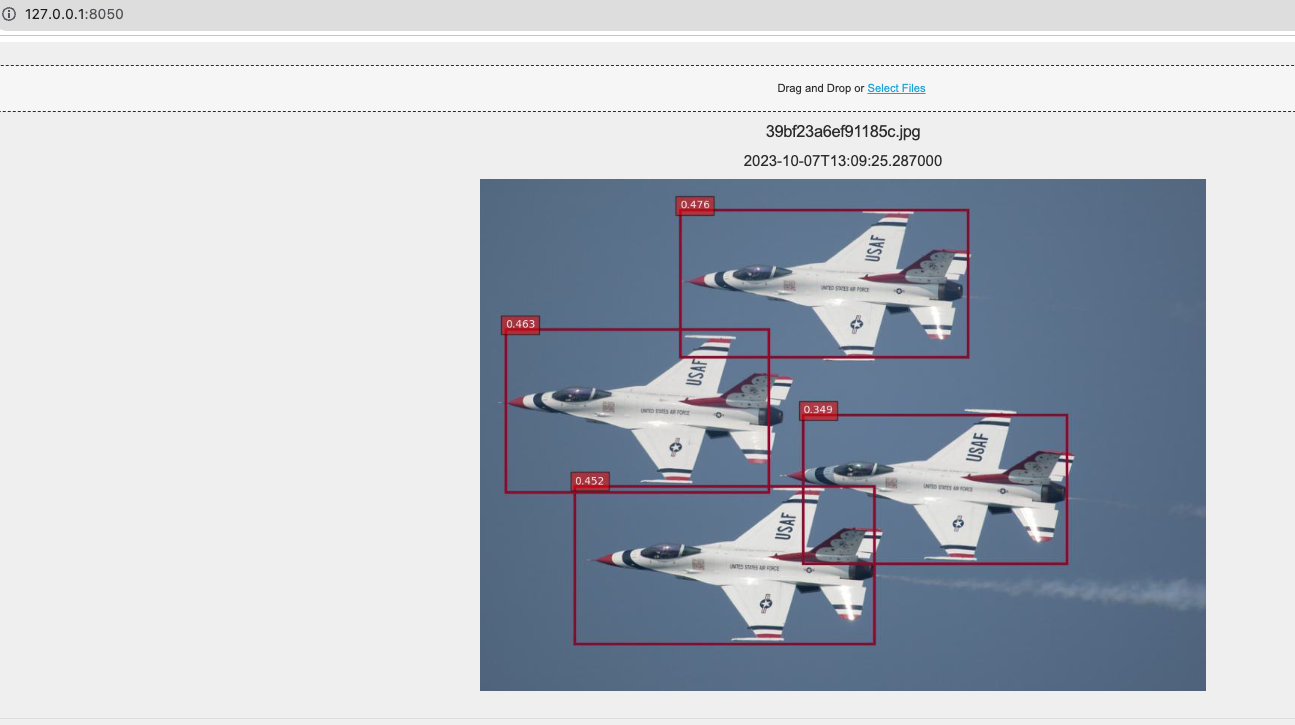 127.0.0.1:8050
Drag and Drop or Select Files
39bf23a6ef91185c.jpg
2023-10-07T13:09:25.287000
0.476
USAF
UNITED STATES AIR FORCE
0.463
USAF
UNITED STATES AIR FORCE
0.349
USAF
UNITED STATES AIR FORCE
0.452
USAF
UNITED STATES AIR FORCE